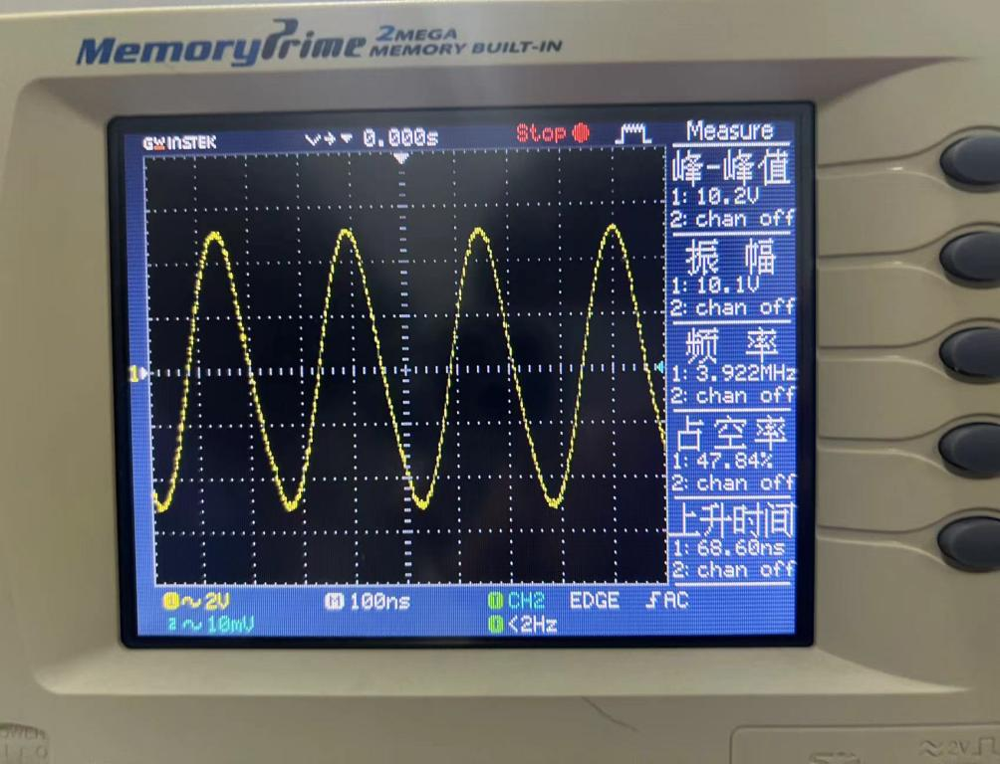 MemoryPrime 2MEGA
MEMORY BUILT-IN
GWINSTEK 0.000s Stop Measure
峰-峰值
1: 10.2V
2: chan off
振 幅
1: 10.1V
2: chan off
频 率
1: 3.922MHz
2: chan off
占空率
1: 47.84%
2: chan off
上升时间
1: 68.60ns
2: chan off
1
1 ~ 2V M 100ns T CH2 EDGE AC
2 ~ 10mV f <2Hz
≈2V